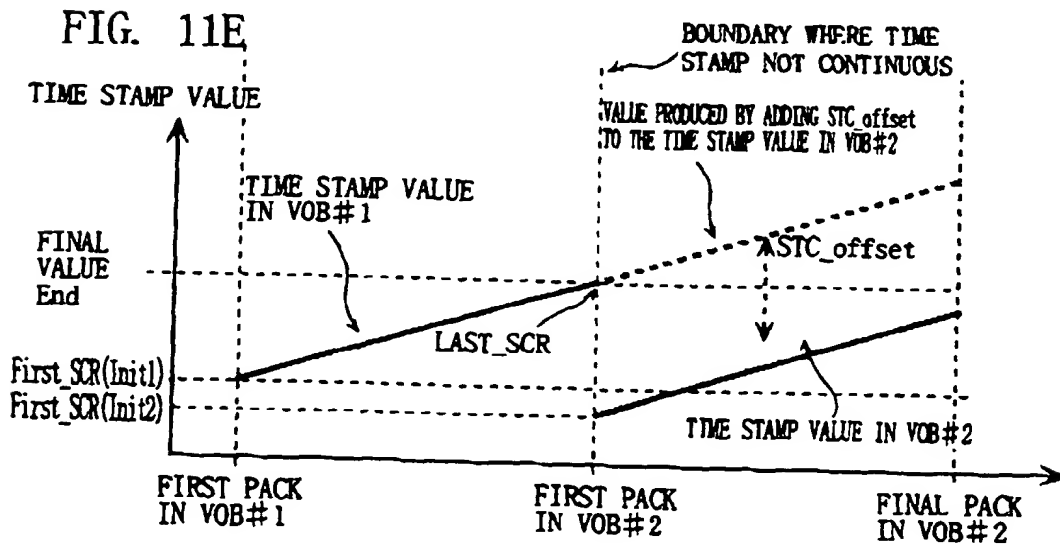 FIG. 11E
BOUNDARY WHERE TIME
STAMP NOT CONTINUOUS
TIME STAMP VALUE
VALUE PRODUCED BY ADDING STC_offset
TO THE TIME STAMP VALUE IN VOB#2
TIME STAMP VALUE
IN VOB#1
FINAL
VALUE
End
STC_offset
LAST_SCR
First_SCR(Init1)
First_SCR(Init2)
TIME STAMP VALUE IN VOB#2
FIRST PACK
IN VOB#1
FIRST PACK
IN VOB#2
FINAL PACK
IN VOB#2